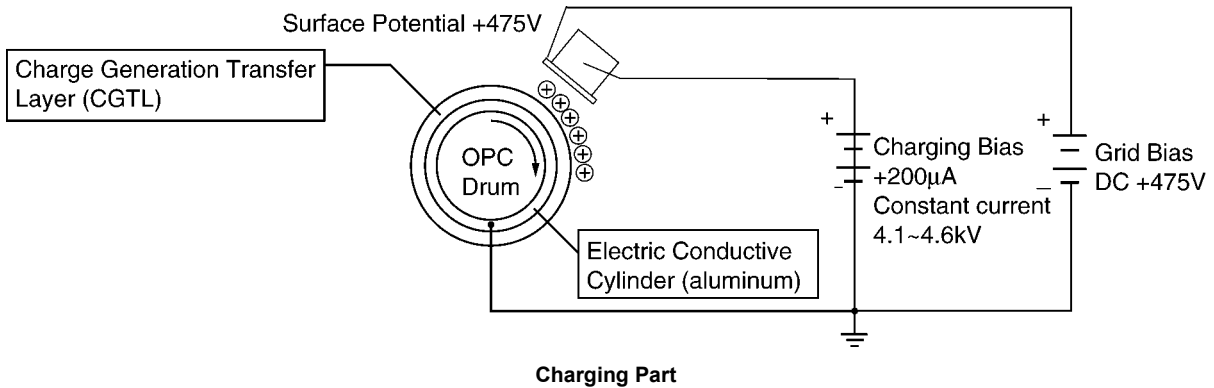 Surface Potential +475V
Charge Generation Transfer
Layer (CGTL)
OPC
Drum
+
Charging Bias
+200μA
Constant current
4.1~4.6kV
−
+
Grid Bias
DC +475V
−
Electric Conductive
Cylinder (aluminum)
Charging Part